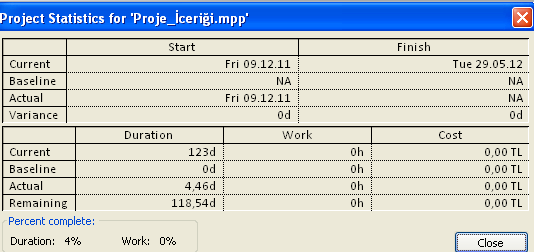 Project Statistics for 'Proje_İceriği.mpp'
Start Finish
Current Fri 09.12.11 Tue 29.05.12
Baseline NA NA
Actual Fri 09.12.11 NA
Variance 0d 0d
Duration Work Cost
Current 123d 0h 0,00 TL
Baseline 0d 0h 0,00 TL
Actual 4,46d 0h 0,00 TL
Remaining 118,54d 0h 0,00 TL
Percent complete:
Duration: 4% Work: 0% Close